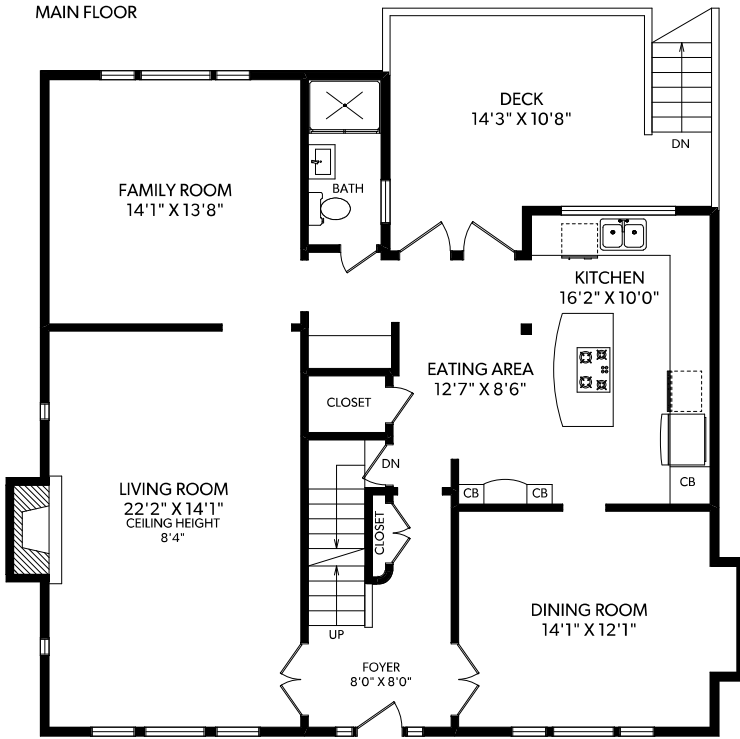 MAIN FLOOR
DECK
14'3" X 10'8"
DN
FAMILY ROOM
14'1" X 13'8"
BATH
KITCHEN
16'2" X 10'0"
EATING AREA
12'7" X 8'6"
CLOSET
DN
CB
CB
CB
LIVING ROOM
22'2" X 14'1"
CEILING HEIGHT
8'4"
CLOSET
UP
DINING ROOM
14'1" X 12'1"
FOYER
8'0" X 8'0"